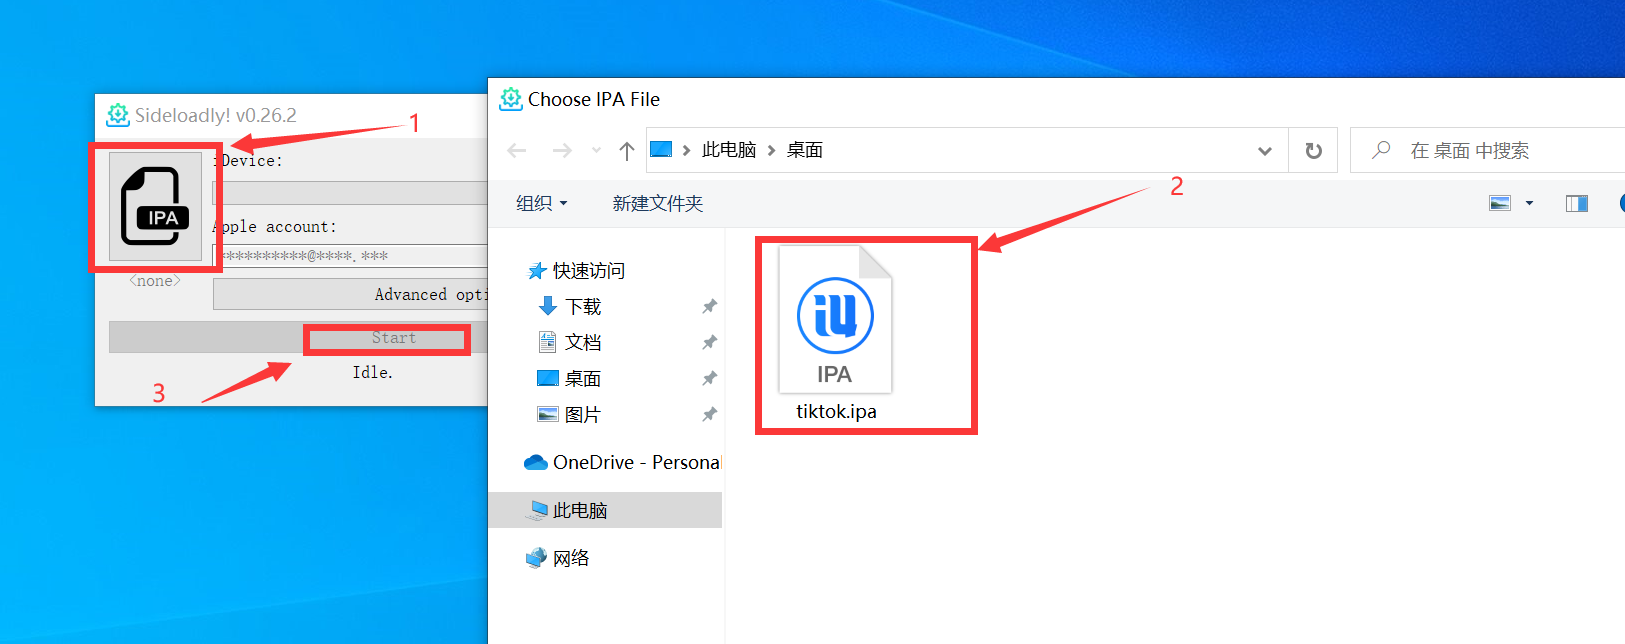 Choose IPA File
Sideloadly! v0.26.2
1
iDevice:
IPA
Apple account:
**********@****.***
<none>
Advanced opti
Start
Idle.
3
此电脑
桌面
在 桌面 中搜索
组织
新建文件夹
2
快速访问
下载
文档
桌面
图片
OneDrive - Personal
此电脑
网络
IPA
tiktok.ipa